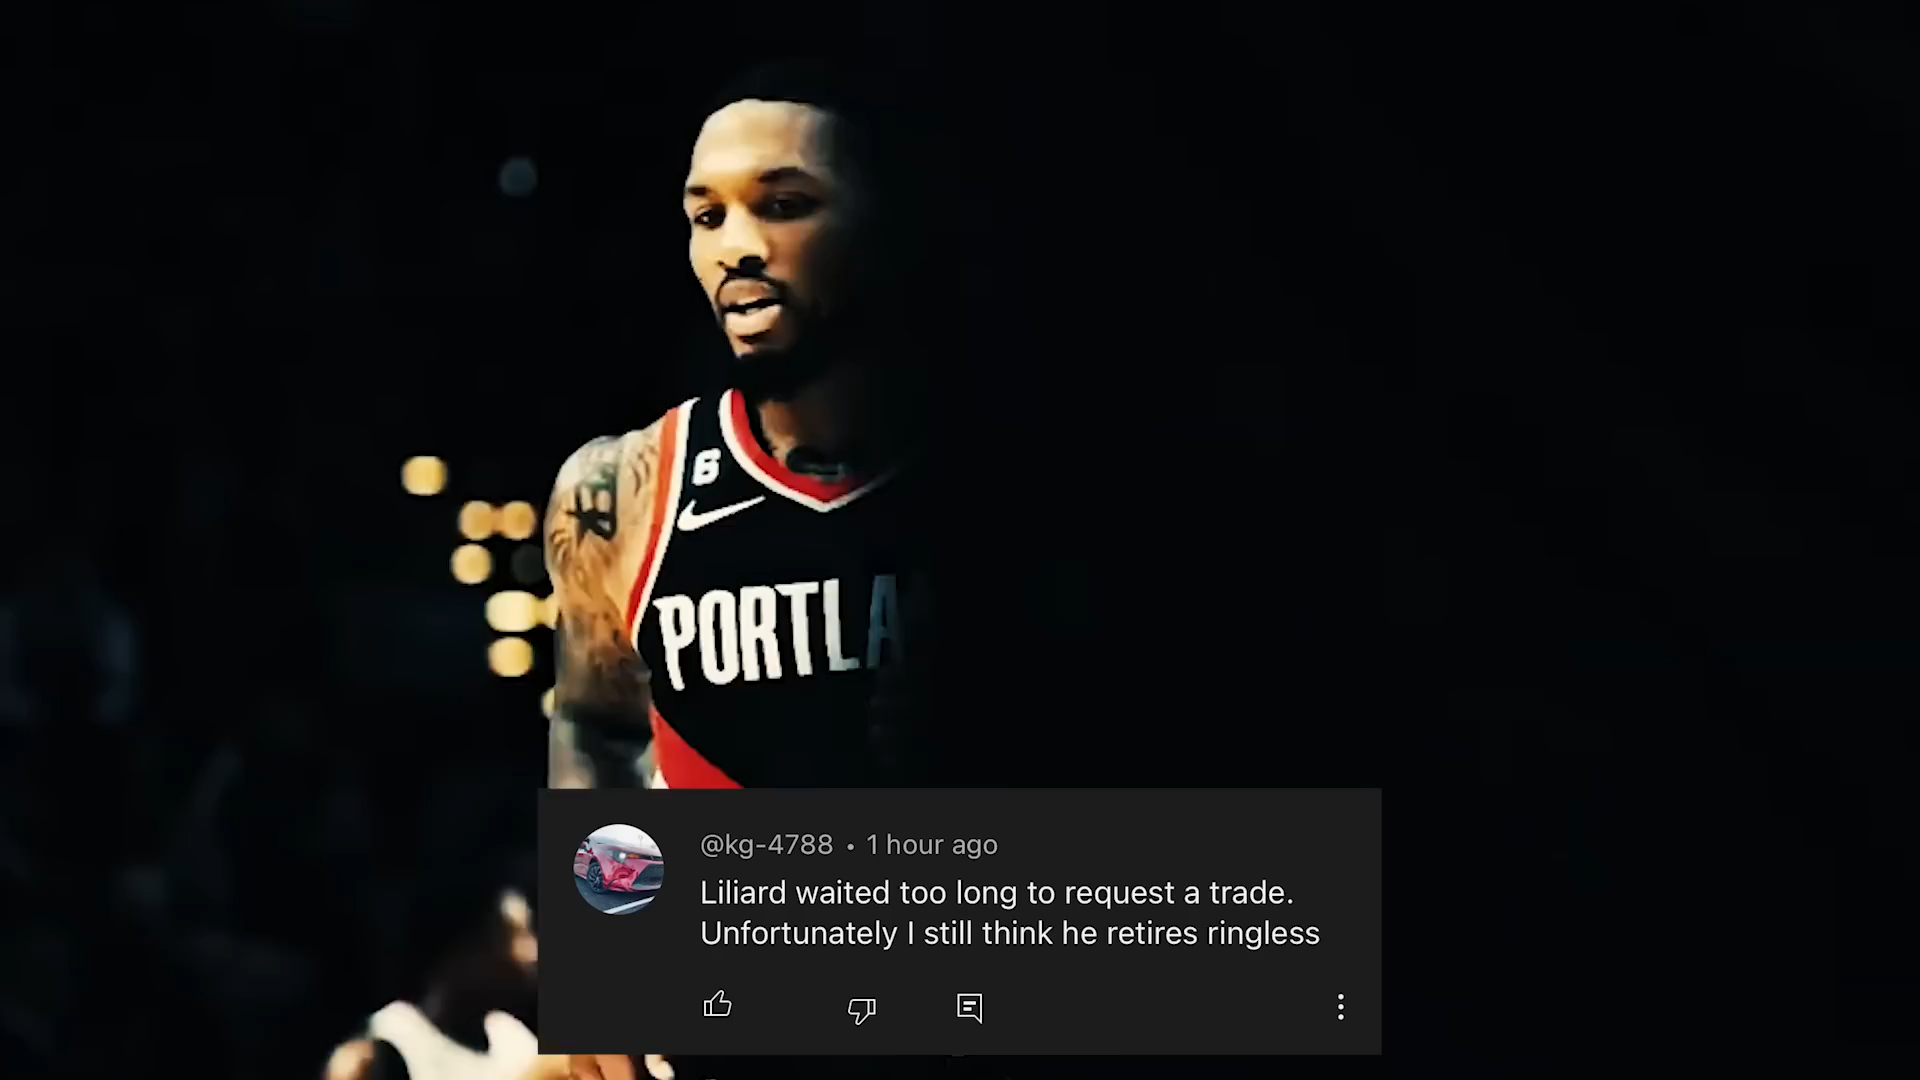 6
PORTLA
@kg-4788 • 1 hour ago
Liliard waited too long to request a trade.
Unfortunately I still think he retires ringless